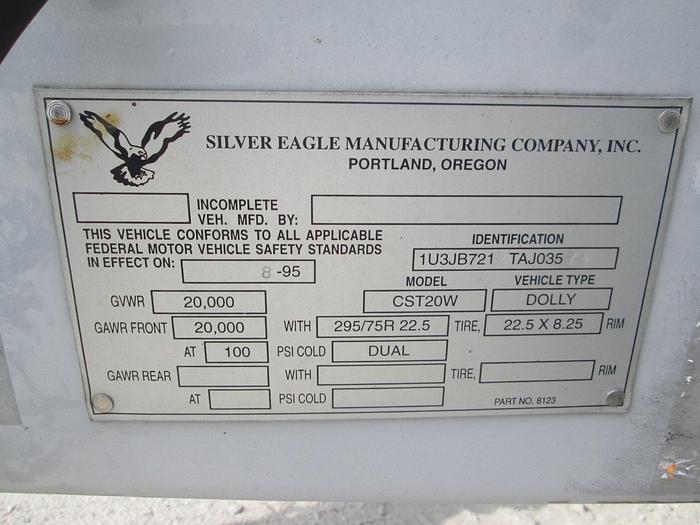 SILVER EAGLE MANUFACTURING COMPANY, INC.
PORTLAND, OREGON
INCOMPLETE
VEH. MFD. BY:
THIS VEHICLE CONFORMS TO ALL APPLICABLE
FEDERAL MOTOR VEHICLE SAFETY STANDARDS
IN EFFECT ON: 8-95
IDENTIFICATION
1U3JB721 TAJ035
MODEL VEHICLE TYPE
GVWR 20,000 CST20W DOLLY
GAWR FRONT 20,000 WITH 295/75R 22.5 TIRE, 22.5 X 8.25 RIM
AT 100 PSI COLD DUAL
GAWR REAR WITH TIRE, RIM
AT PSI COLD
PART NO. 8123